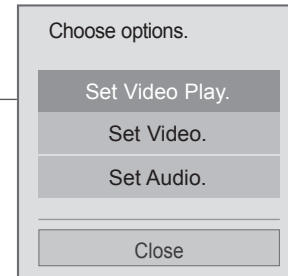 Choose options.
Set Video Play.
Set Video.
Set Audio.
Close